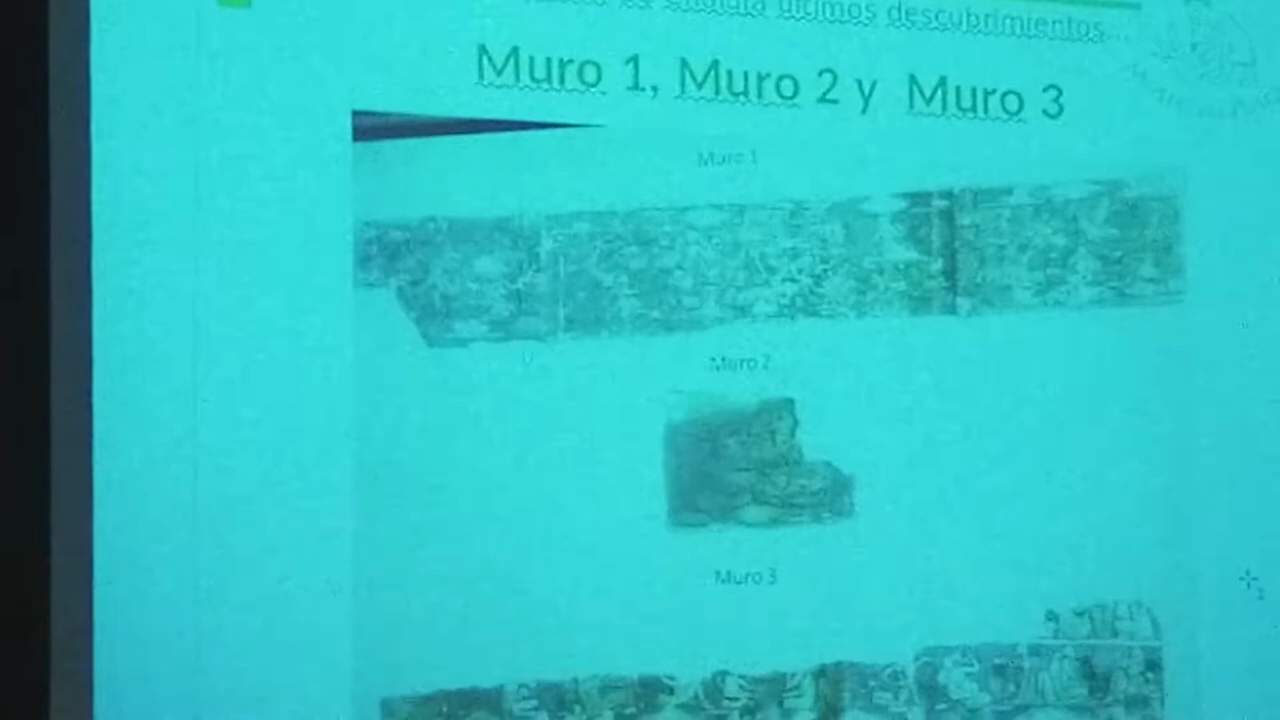 últimos descubrimientos...
Muro 1, Muro 2 y Muro 3
Muro 1
Muro 2
Muro 3